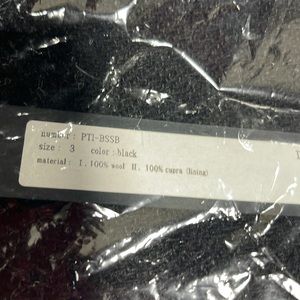 number : PTI-BSSB
size : 3 color : black
material : I. 100% wool II. 100% cupra (lining)